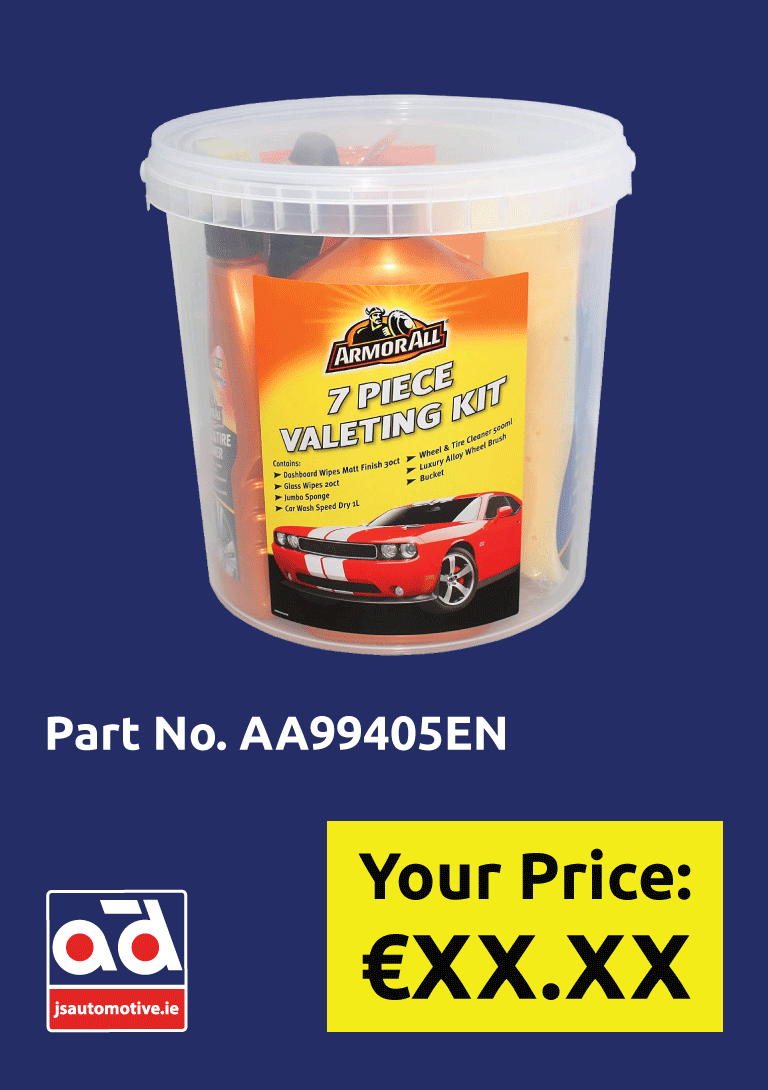 ARMORALL
7 PIECE
VALETING KIT
Contains:
➤ Dashboard Wipes Matt Finish 30ct
➤ Glass Wipes 20ct
➤ Jumbo Sponge
➤ Car Wash Speed Dry 1L
➤ Wheel & Tire Cleaner 500ml
➤ Luxury Alloy Wheel Brush
➤ Bucket
Part No. AA99405EN
Your Price:
€XX.XX
ad
jsautomotive.ie